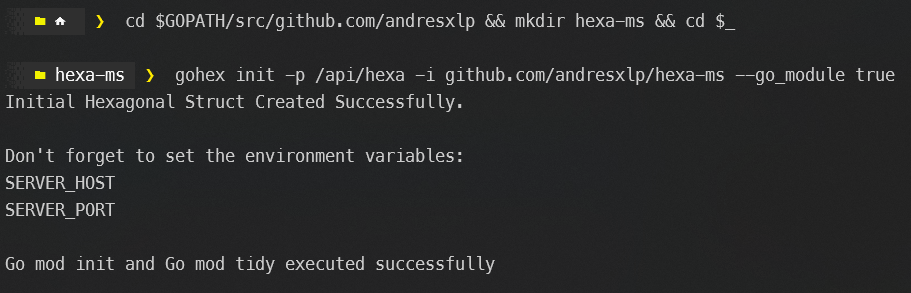 ❯ cd $GOPATH/src/github.com/andresxlp && mkdir hexa-ms && cd $_
hexa-ms ❯ gohex init -p /api/hexa -i github.com/andresxlp/hexa-ms --go_module true
Initial Hexagonal Struct Created Successfully.
Don't forget to set the environment variables:
SERVER_HOST
SERVER_PORT
Go mod init and Go mod tidy executed successfully